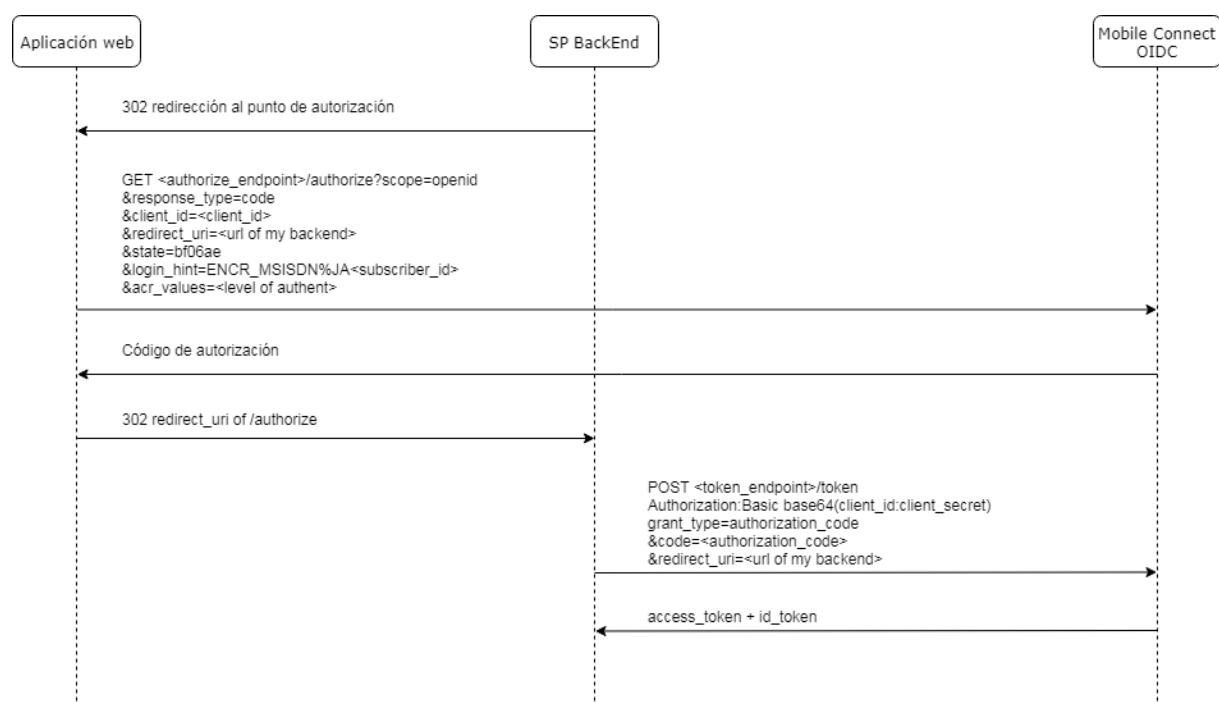 Aplicación web
SP BackEnd
Mobile Connect
OIDC
302 redirección al punto de autorización
GET <authorize_endpoint>/authorize?scope=openid
&response_type=code
&client_id=<client_id>
&redirect_uri=<url of my backend>
&state=bf06ae
&login_hint=ENCR_MSISDN%JA<subscriber_id>
&acr_values=<level of authent>
Código de autorización
302 redirect_uri of /authorize
POST <token_endpoint>/token
Authorization:Basic base64(client_id:client_secret)
grant_type=authorization_code
&code=<authorization_code>
&redirect_uri=<url of my backend>
access_token + id_token